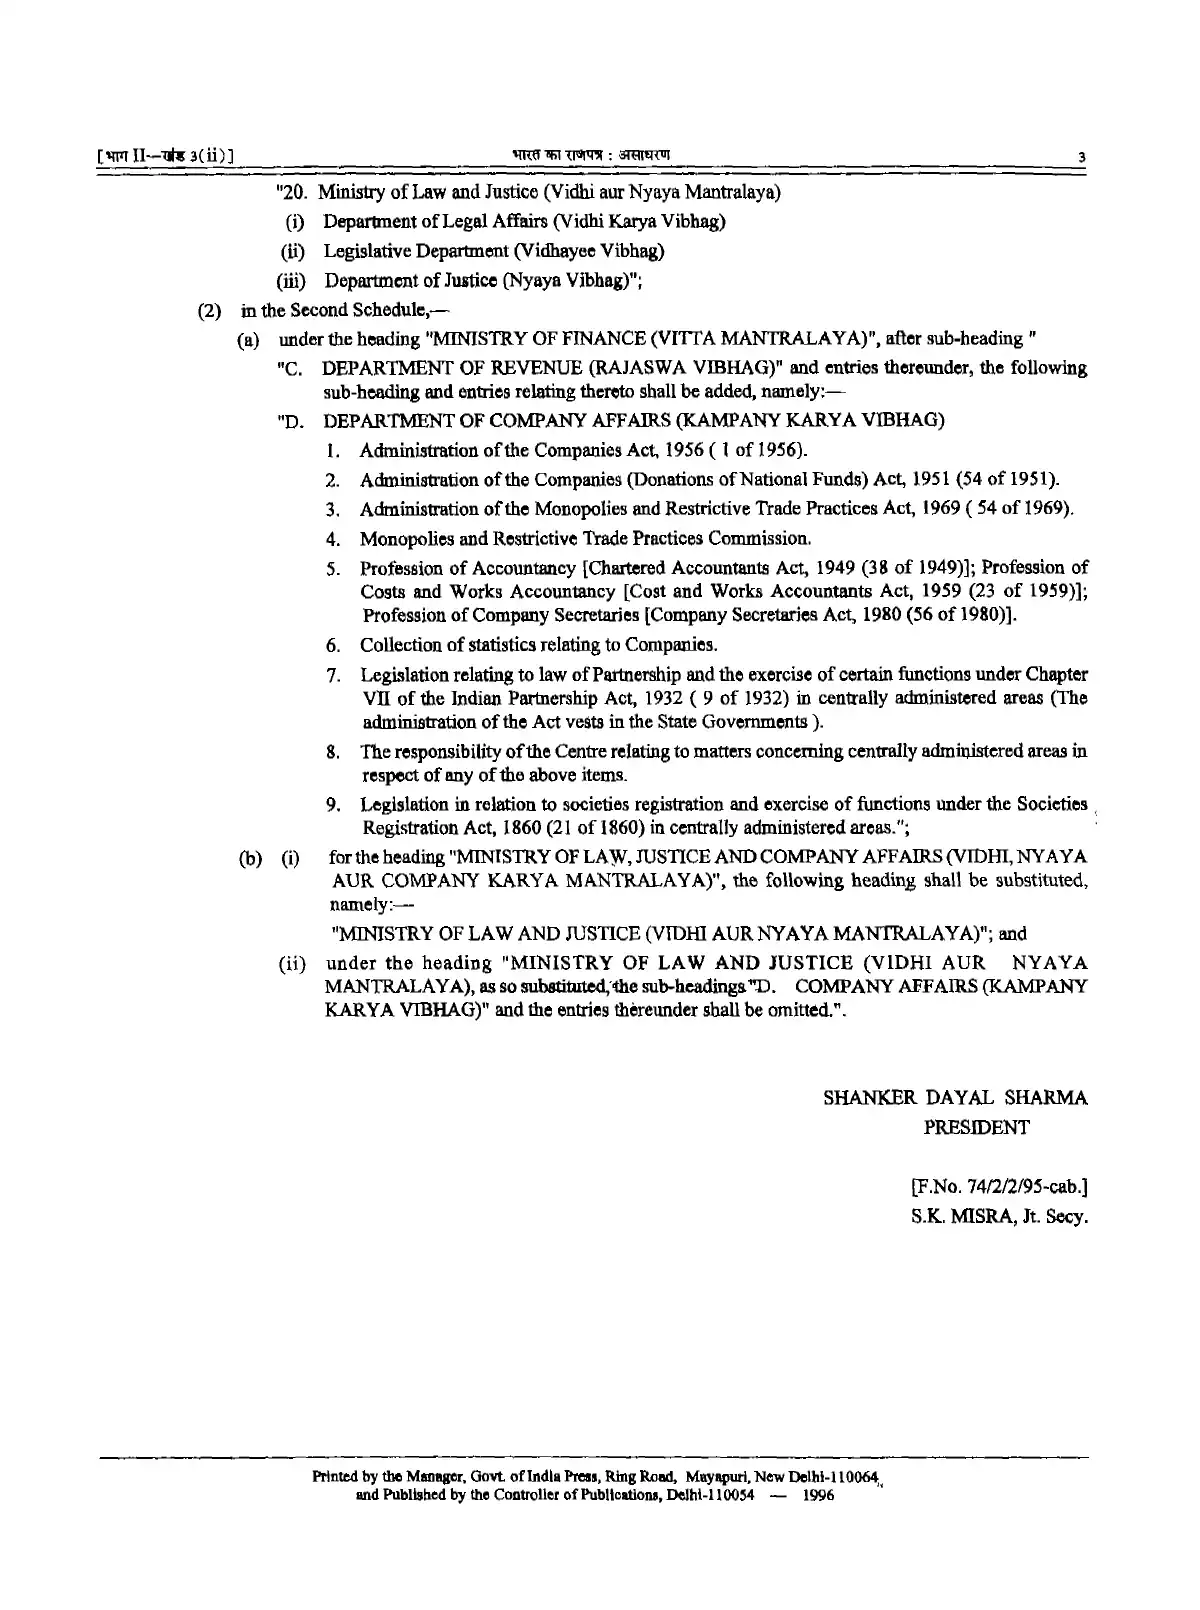 [ भाग II—खंड 3(ii) ] भारत का राजपत्र : असाधारण 3
"20. Ministry of Law and Justice (Vidhi aur Nyaya Mantralaya)
(i) Department of Legal Affairs (Vidhi Karya Vibhag)
(ii) Legislative Department (Vidhayee Vibhag)
(iii) Department of Justice (Nyaya Vibhag)";
(2) in the Second Schedule,—
(a) under the heading "MINISTRY OF FINANCE (VITTA MANTRALAYA)", after sub-heading "
"C. DEPARTMENT OF REVENUE (RAJASWA VIBHAG)" and entries thereunder, the following
sub-heading and entries relating thereto shall be added, namely:—
"D. DEPARTMENT OF COMPANY AFFAIRS (KAMPANY KARYA VIBHAG)
1. Administration of the Companies Act, 1956 ( 1 of 1956).
2. Administration of the Companies (Donations of National Funds) Act, 1951 (54 of 1951).
3. Administration of the Monopolies and Restrictive Trade Practices Act, 1969 ( 54 of 1969).
4. Monopolies and Restrictive Trade Practices Commission.
5. Profession of Accountancy [Chartered Accountants Act, 1949 (38 of 1949)]; Profession of
Costs and Works Accountancy [Cost and Works Accountants Act, 1959 (23 of 1959)];
Profession of Company Secretaries [Company Secretaries Act, 1980 (56 of 1980)].
6. Collection of statistics relating to Companies.
7. Legislation relating to law of Partnership and the exercise of certain functions under Chapter
VII of the Indian Partnership Act, 1932 ( 9 of 1932) in centrally administered areas (The
administration of the Act vests in the State Governments ).
8. The responsibility of the Centre relating to matters concerning centrally administered areas in
respect of any of the above items.
9. Legislation in relation to societies registration and exercise of functions under the Societies
Registration Act, 1860 (21 of 1860) in centrally administered areas.";
(b) (i) for the heading "MINISTRY OF LAW, JUSTICE AND COMPANY AFFAIRS (VIDHI, NYAYA
AUR COMPANY KARYA MANTRALAYA)", the following heading shall be substituted,
namely:—
"MINISTRY OF LAW AND JUSTICE (VIDHI AUR NYAYA MANTRALAYA)"; and
(ii) under the heading "MINISTRY OF LAW AND JUSTICE (VIDHI AUR NYAYA
MANTRALAYA), as so substituted, the sub-headings "D. COMPANY AFFAIRS (KAMPANY
KARYA VIBHAG)" and the entries thereunder shall be omitted.".
SHANKER DAYAL SHARMA
PRESIDENT
[F.No. 74/2/2/95-cab.]
S.K. MISRA, Jt. Secy.
Printed by the Manager, Govt. of India Press, Ring Road, Mayapuri, New Delhi-110064,
and Published by the Controller of Publications, Delhi-110054 — 1996